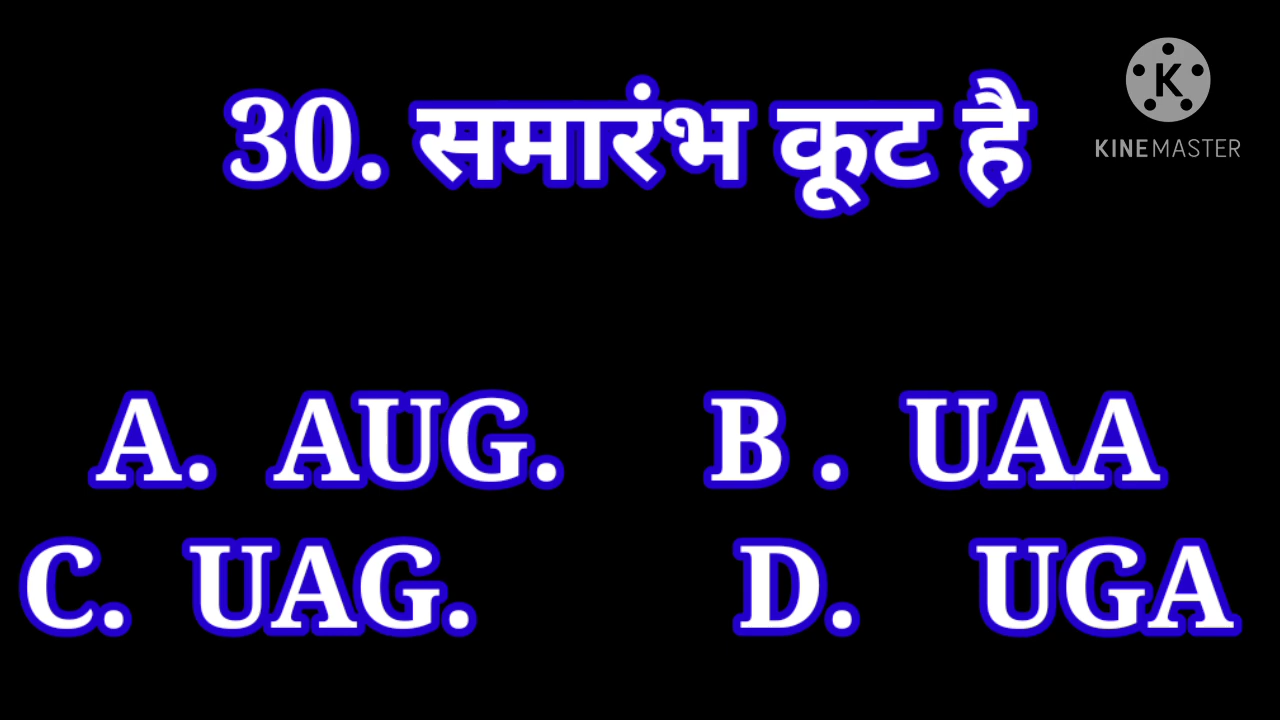 30. समारंभ कूट है
KINEMASTER
A. AUG. B . UAA
C. UAG. D. UGA